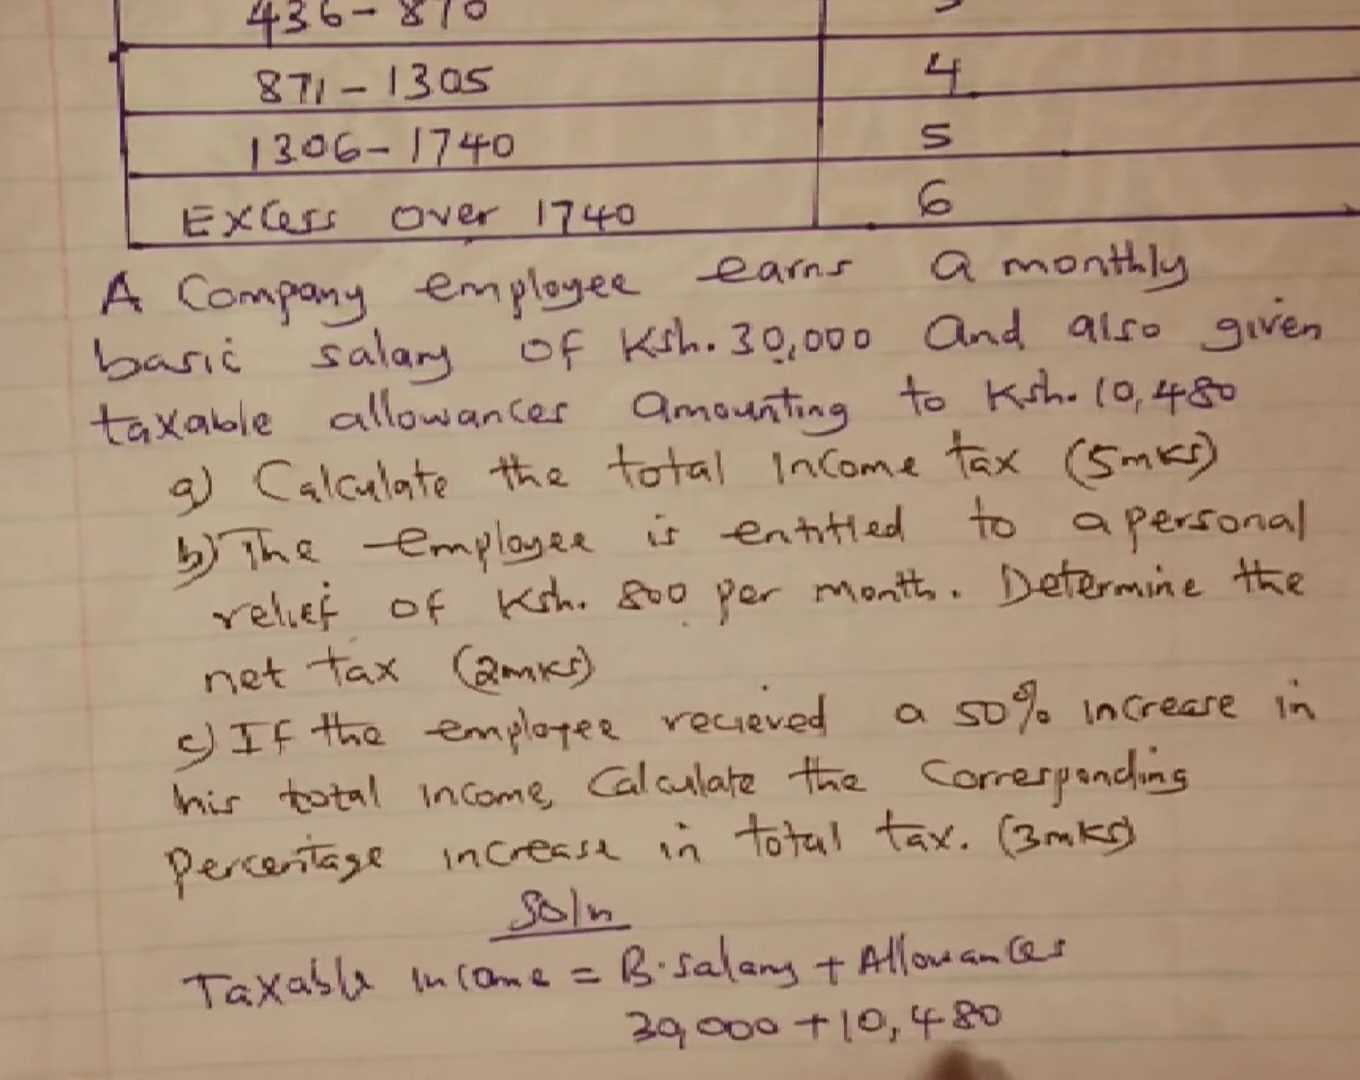 436 - 870
871 - 1305 4
1306 - 1740 5
Excess over 1740 6
A Company employee earns a monthly
basic salary of Ksh. 30,000 and also given
taxable allowances amounting to Ksh. 10,480
a) Calculate the total income tax (5mks)
b) The employee is entitled to a personal
relief of Ksh. 800 per month. Determine the
net tax (2mks)
c) If the employee recieved a 50% increase in
his total income, Calculate the Corresponding
percentage increase in total tax. (3mks)
Soln
Taxable income = B.salary + Allowances
30,000 + 10,480